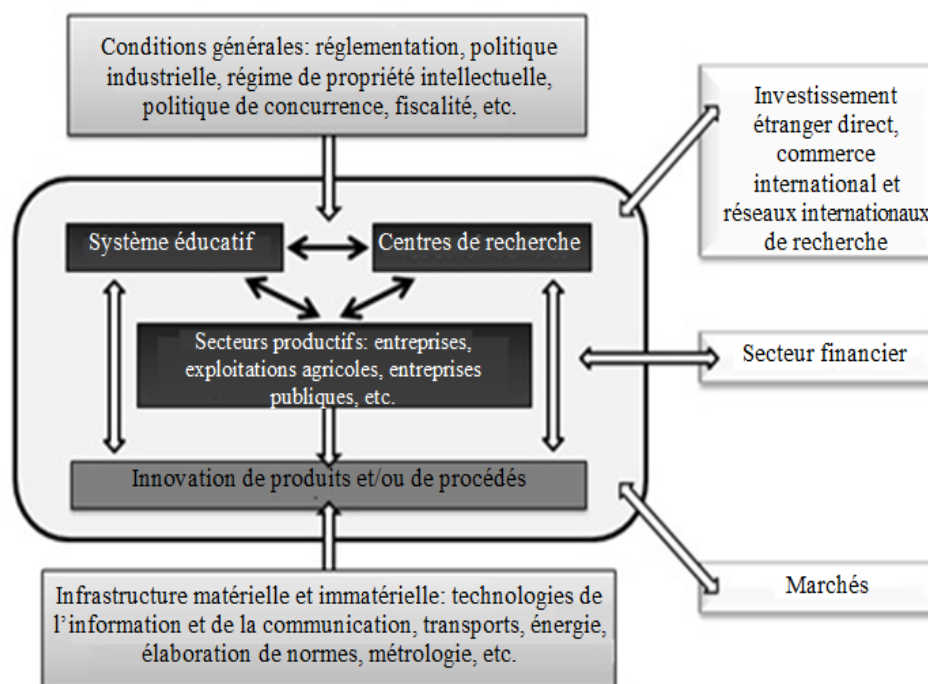 Conditions générales: réglementation, politique
industrielle, régime de propriété intellectuelle,
politique de concurrence, fiscalité, etc.
Investissement
étranger direct,
commerce
international et
réseaux internationaux
de recherche
Système éducatif
Centres de recherche
Secteurs productifs: entreprises,
exploitations agricoles, entreprises
publiques, etc.
Secteur financier
Innovation de produits et/ou de procédés
Marchés
Infrastructure matérielle et immatérielle: technologies de
l’information et de la communication, transports, énergie,
élaboration de normes, métrologie, etc.